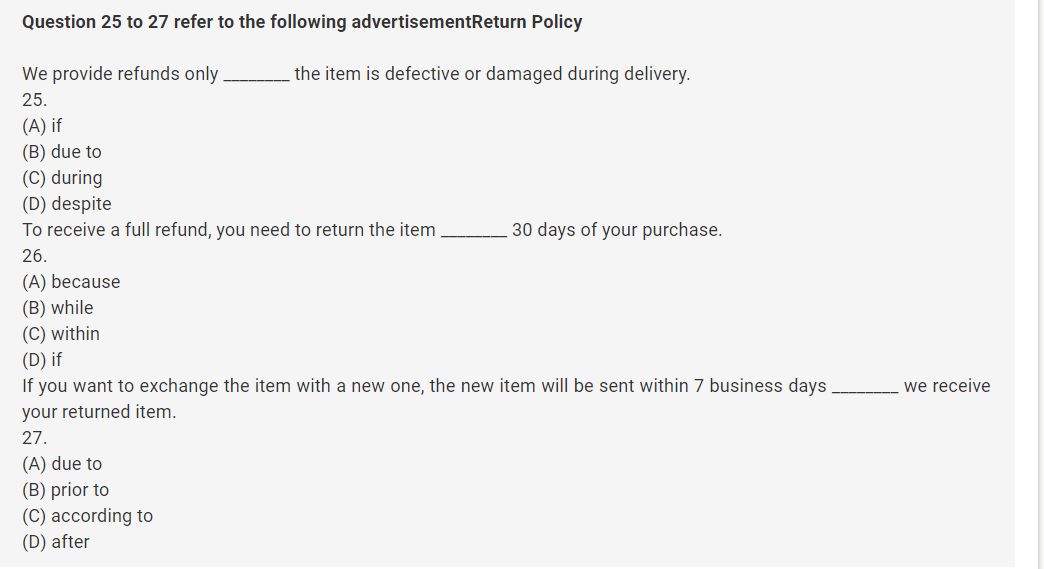 Question 25 to 27 refer to the following advertisementReturn Policy
We provide refunds only ________ the item is defective or damaged during delivery.
25.
(A) if
(B) due to
(C) during
(D) despite
To receive a full refund, you need to return the item ________ 30 days of your purchase.
26.
(A) because
(B) while
(C) within
(D) if
If you want to exchange the item with a new one, the new item will be sent within 7 business days ________ we receive
your returned item.
27.
(A) due to
(B) prior to
(C) according to
(D) after